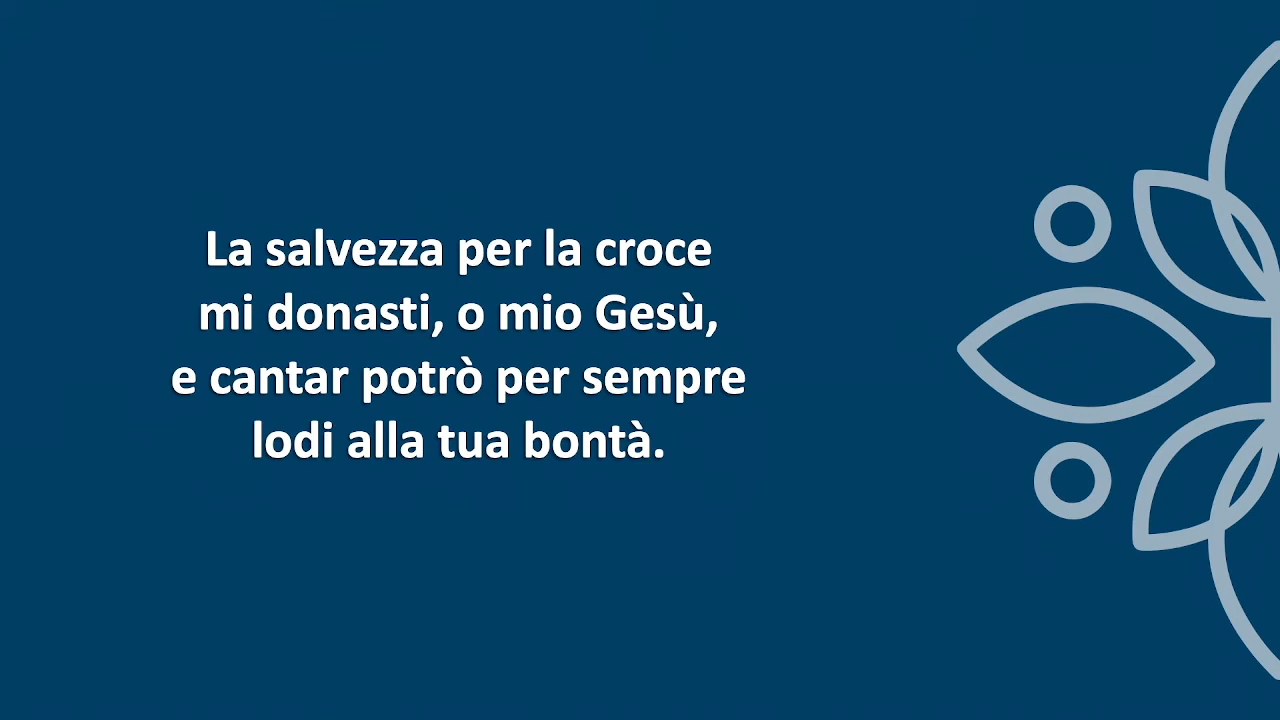 La salvezza per la croce
mi donasti, o mio Gesù,
e cantar potrò per sempre
lodi alla tua bontà.